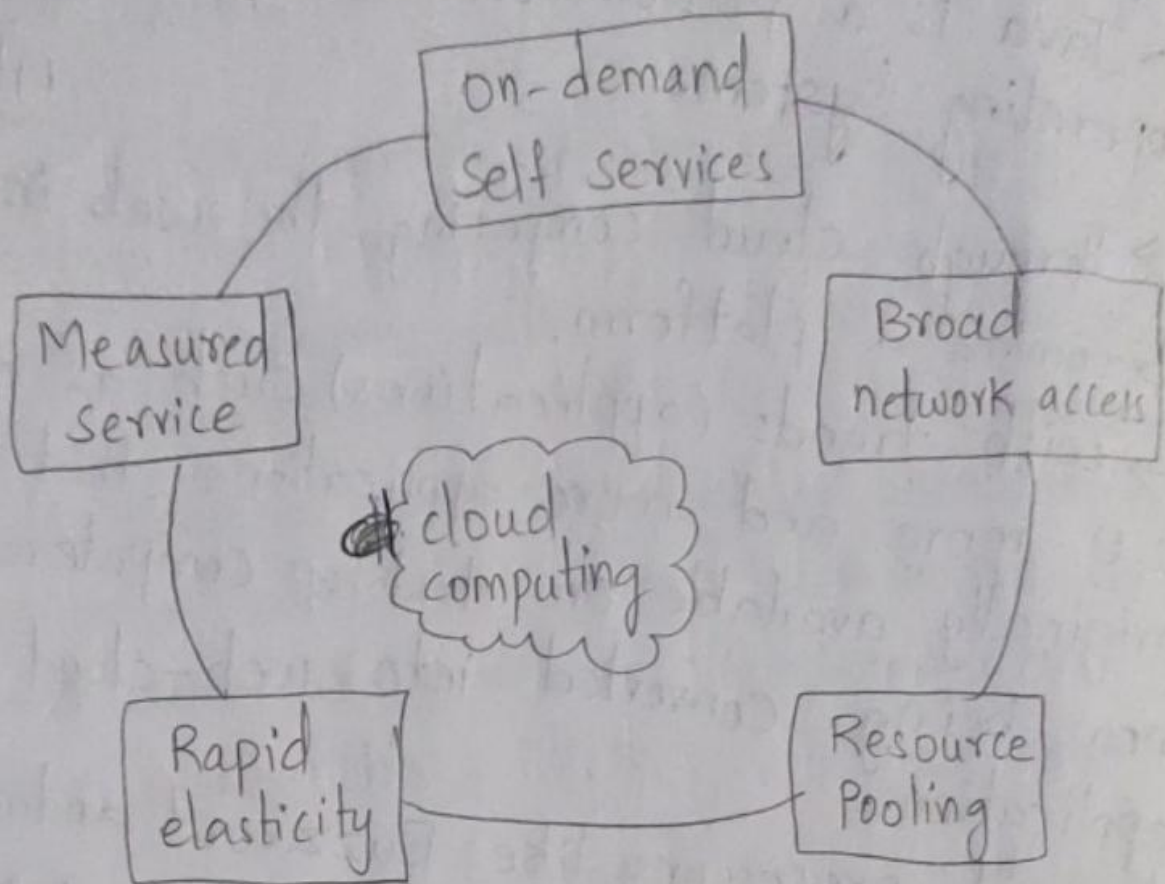 On-demand
Self services
Broad
network access
Resource
Pooling
Rapid
elasticity
Measured
service
cloud
computing